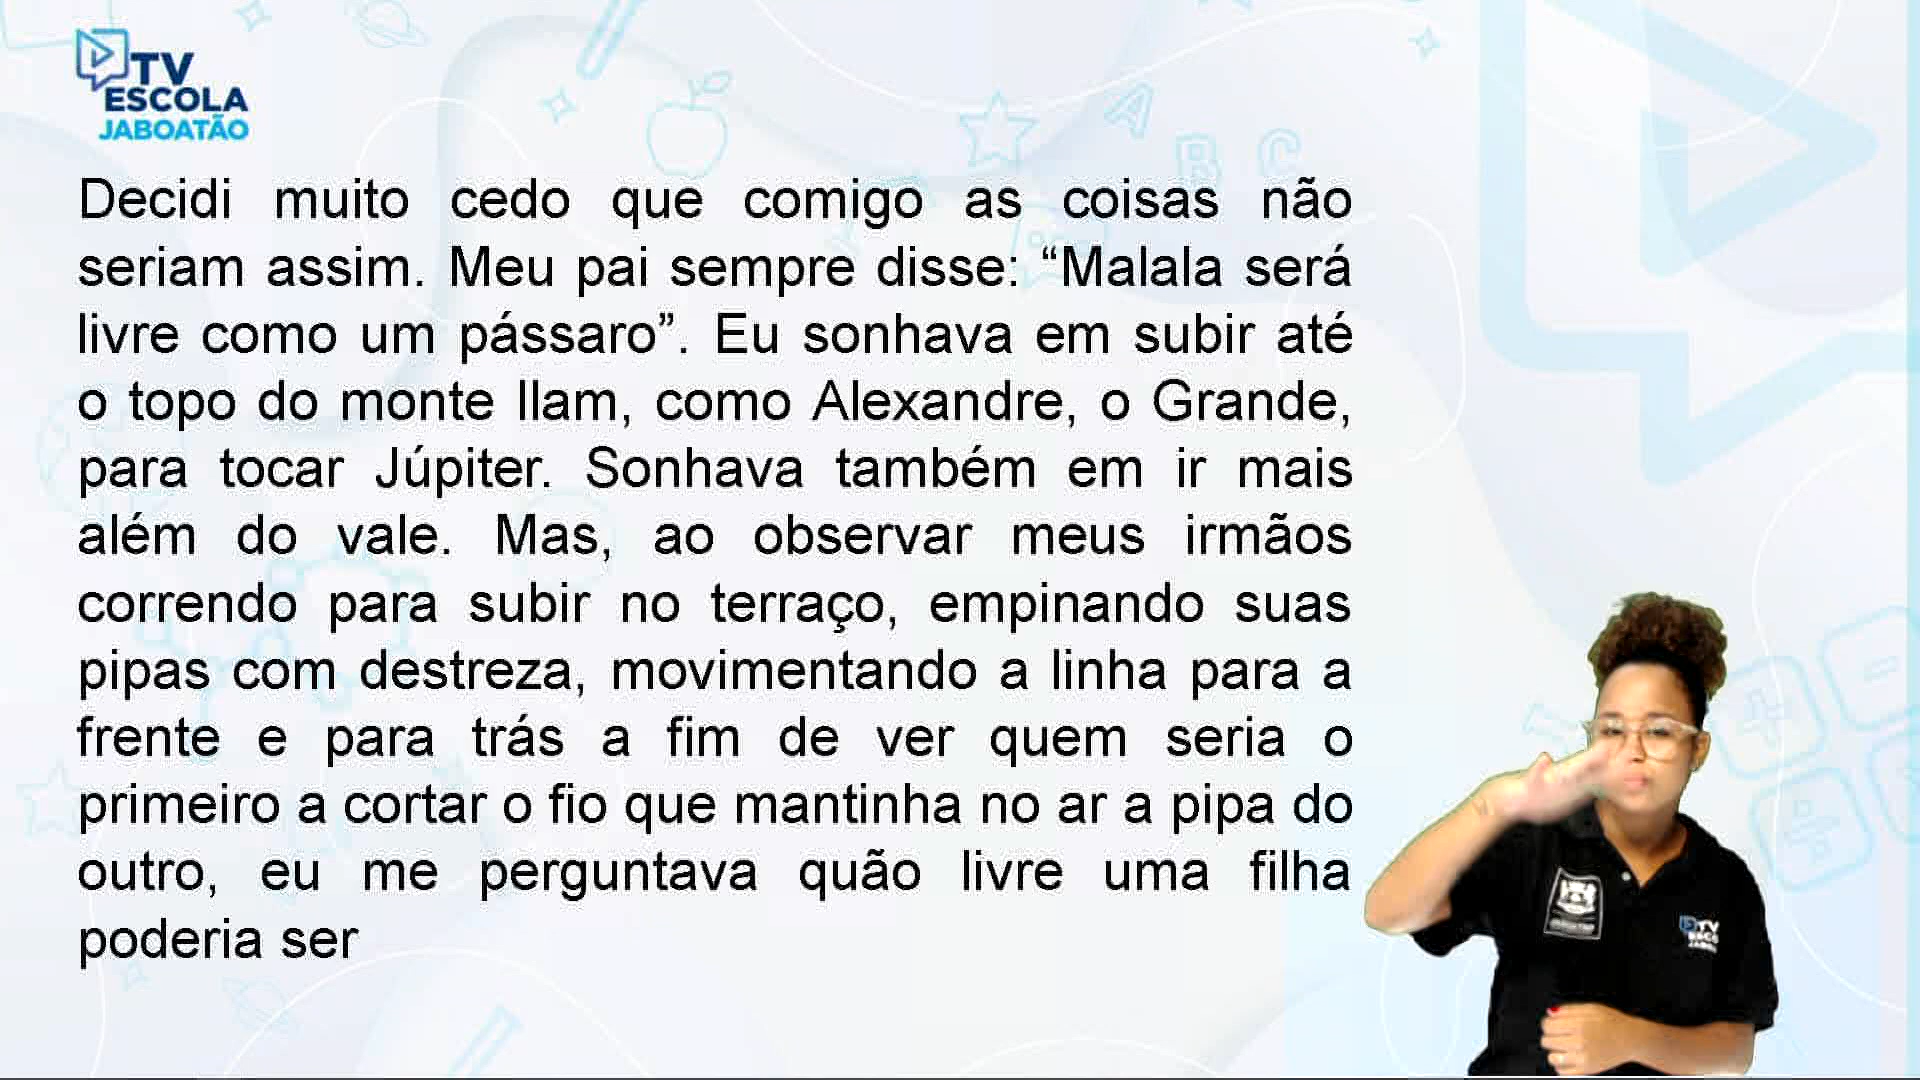 TV
ESCOLA
JABOATÃO
A B C
Decidi muito cedo que comigo as coisas não
seriam assim. Meu pai sempre disse: “Malala será
livre como um pássaro”. Eu sonhava em subir até
o topo do monte Ilam, como Alexandre, o Grande,
para tocar Júpiter. Sonhava também em ir mais
além do vale. Mas, ao observar meus irmãos
correndo para subir no terraço, empinando suas
pipas com destreza, movimentando a linha para a
frente e para trás a fim de ver quem seria o
primeiro a cortar o fio que mantinha no ar a pipa do
outro, eu me perguntava quão livre uma filha
poderia ser
TV